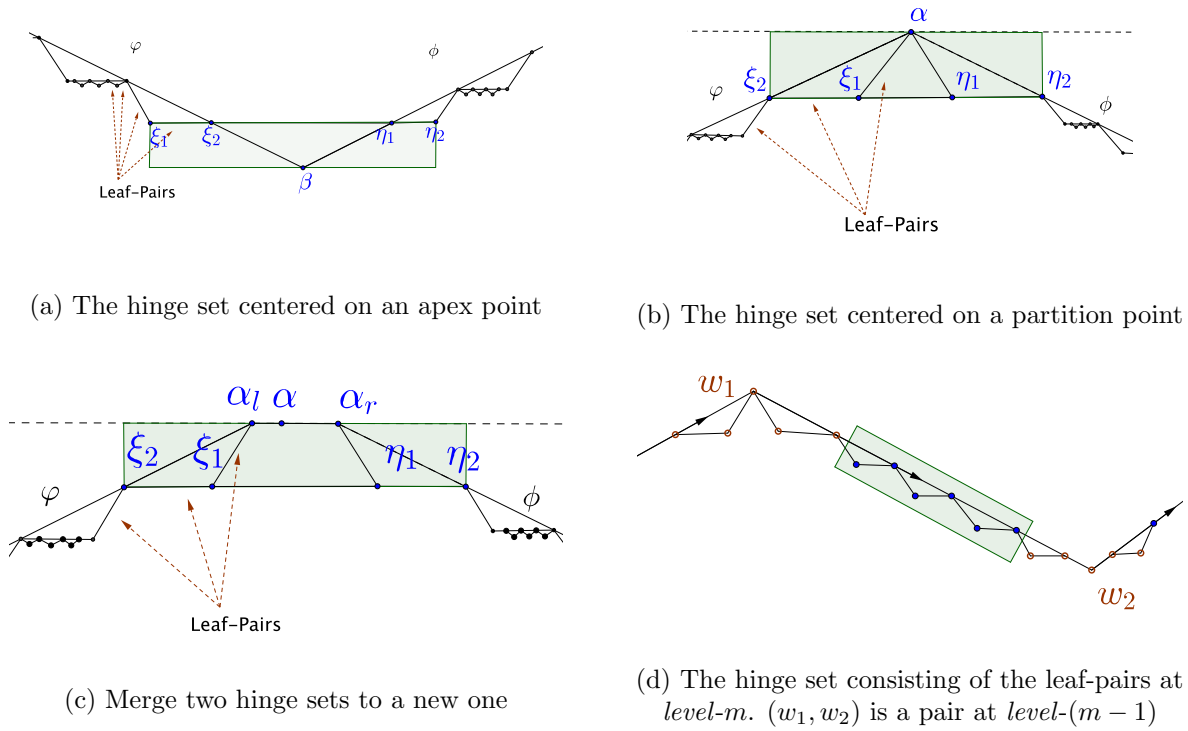 φ
ϕ
ξ₁
ξ₂
η₁
η₂
β
Leaf-Pairs
(a) The hinge set centered on an apex point
α
ξ₂
ξ₁
η₁
η₂
φ
ϕ
Leaf-Pairs
(b) The hinge set centered on a partition point
αₗ α αᵣ
ξ₂ ξ₁ η₁ η₂
φ
ϕ
Leaf-Pairs
(c) Merge two hinge sets to a new one
w₁
w₂
(d) The hinge set consisting of the leaf-pairs at
level-m. (w₁, w₂) is a pair at level-(m − 1)